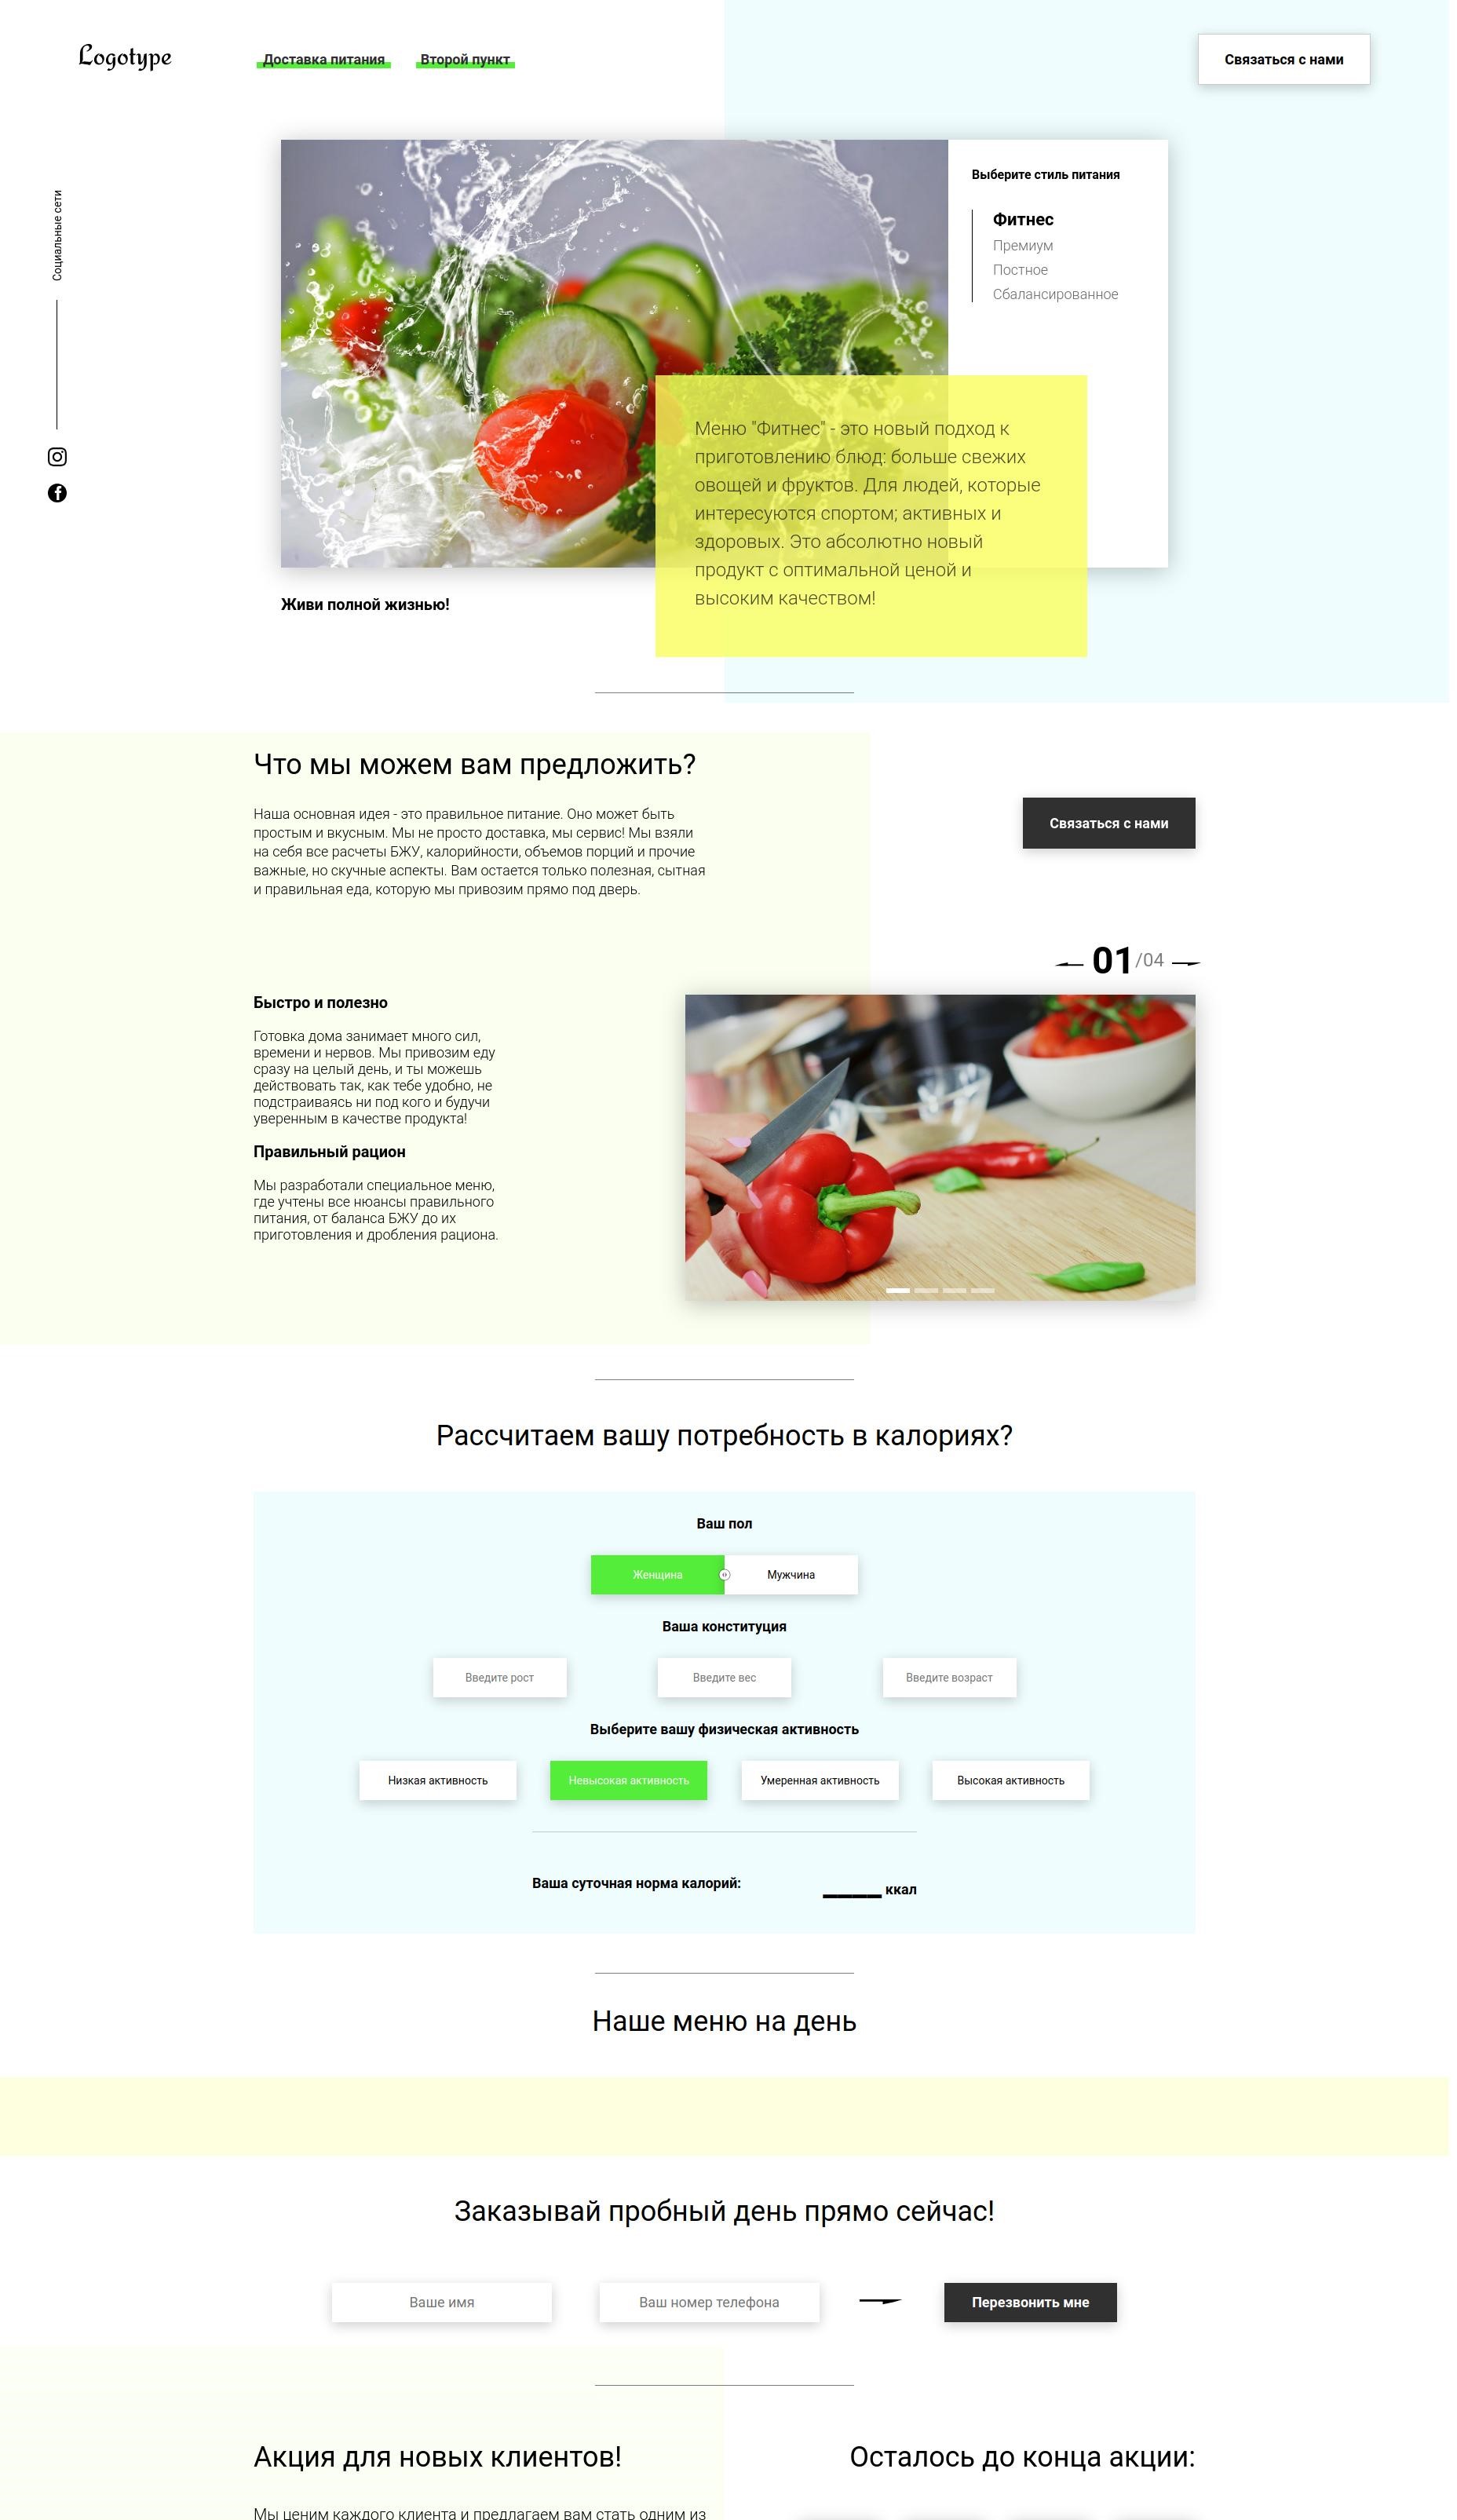 Logotype
Доставка питания
Второй пункт
Связаться с нами
Социальные сети
Выберите стиль питания
Фитнес
Премиум
Постное
Сбалансированное
Меню "Фитнес" - это новый подход к
приготовлению блюд: больше свежих
овощей и фруктов. Для людей, которые
интересуются спортом; активных и
здоровых. Это абсолютно новый
продукт с оптимальной ценой и
высоким качеством!
Живи полной жизнью!
Что мы можем вам предложить?
Наша основная идея - это правильное питание. Оно может быть
простым и вкусным. Мы не просто доставка, мы сервис! Мы взяли
на себя все расчеты БЖУ, калорийности, объемов порций и прочие
важные, но скучные аспекты. Вам остается только полезная, сытная
и правильная еда, которую мы привозим прямо под дверь.
Связаться с нами
01/04
Быстро и полезно
Готовка дома занимает много сил,
времени и нервов. Мы привозим еду
сразу на целый день, и ты можешь
действовать так, как тебе удобно, не
подстраиваясь ни под кого и будучи
уверенным в качестве продукта!
Правильный рацион
Мы разработали специальное меню,
где учтены все нюансы правильного
питания, от баланса БЖУ до их
приготовления и дробления рациона.
Рассчитаем вашу потребность в калориях?
Ваш пол
Женщина
Мужчина
Ваша конституция
Введите рост
Введите вес
Введите возраст
Выберите вашу физическая активность
Низкая активность
Невысокая активность
Умеренная активность
Высокая активность
Ваша суточная норма калорий:
____ ккал
Наше меню на день
Заказывай пробный день прямо сейчас!
Ваше имя
Ваш номер телефона
Перезвонить мне
Акция для новых клиентов!
Осталось до конца акции:
Мы ценим каждого клиента и предлагаем вам стать одним из